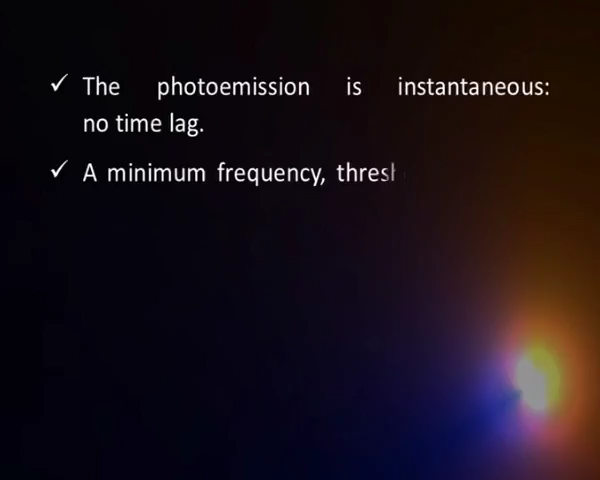 ✓ The photoemission is instantaneous:
no time lag.
✓ A minimum frequency,